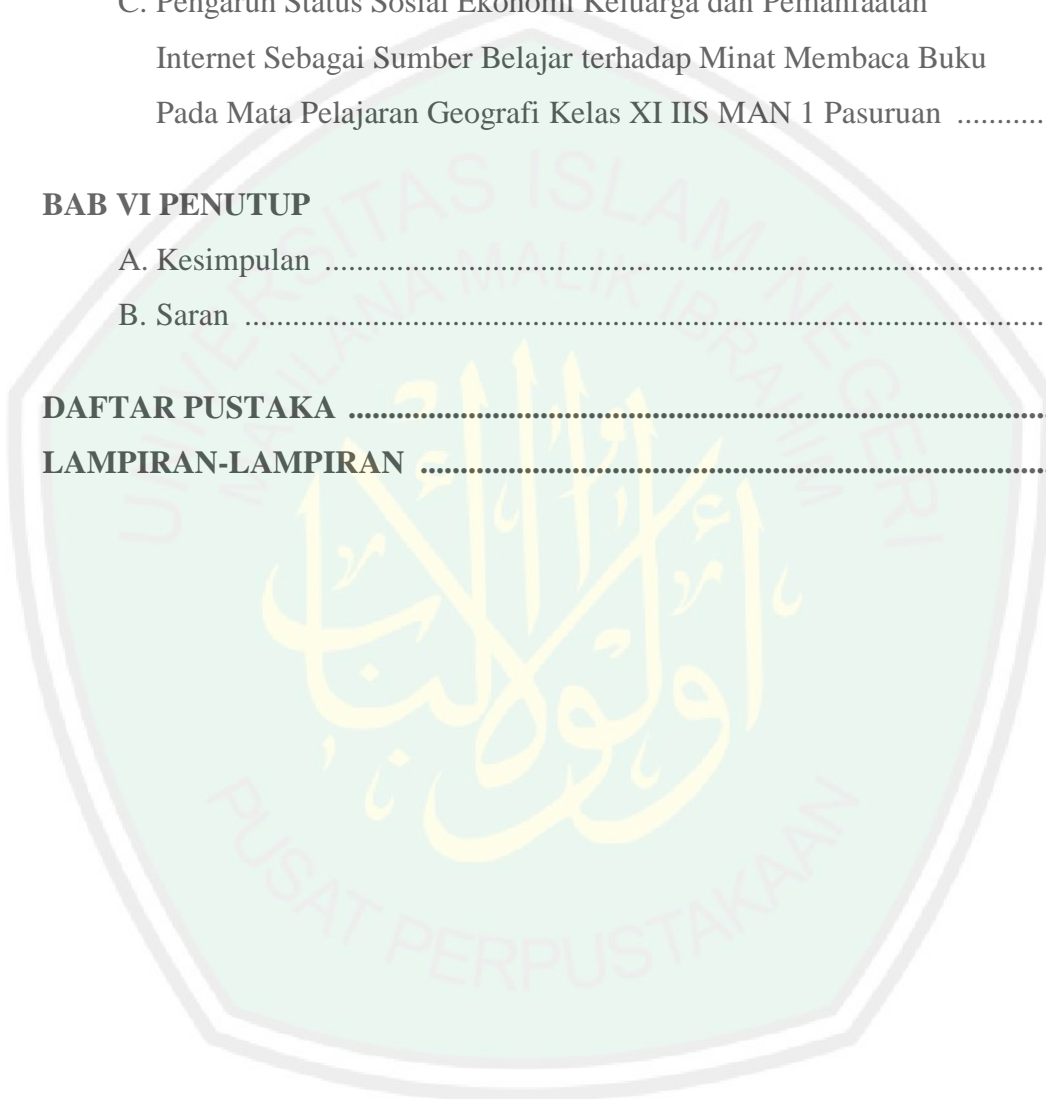 C. Pengaruh Status Sosial Ekonomi Keluarga dan Pemanfaatan
Internet Sebagai Sumber Belajar terhadap Minat Membaca Buku
Pada Mata Pelajaran Geografi Kelas XI IIS MAN 1 Pasuruan ...........
BAB VI PENUTUP
A. Kesimpulan ...............................................................................
B. Saran ...............................................................................
DAFTAR PUSTAKA ...............................................................................
LAMPIRAN-LAMPIRAN ...............................................................................
UNIVERSITAS ISLAM NEGERI
MAULANA MALIK IBRAHIM
PUSAT PERPUSTAKAAN